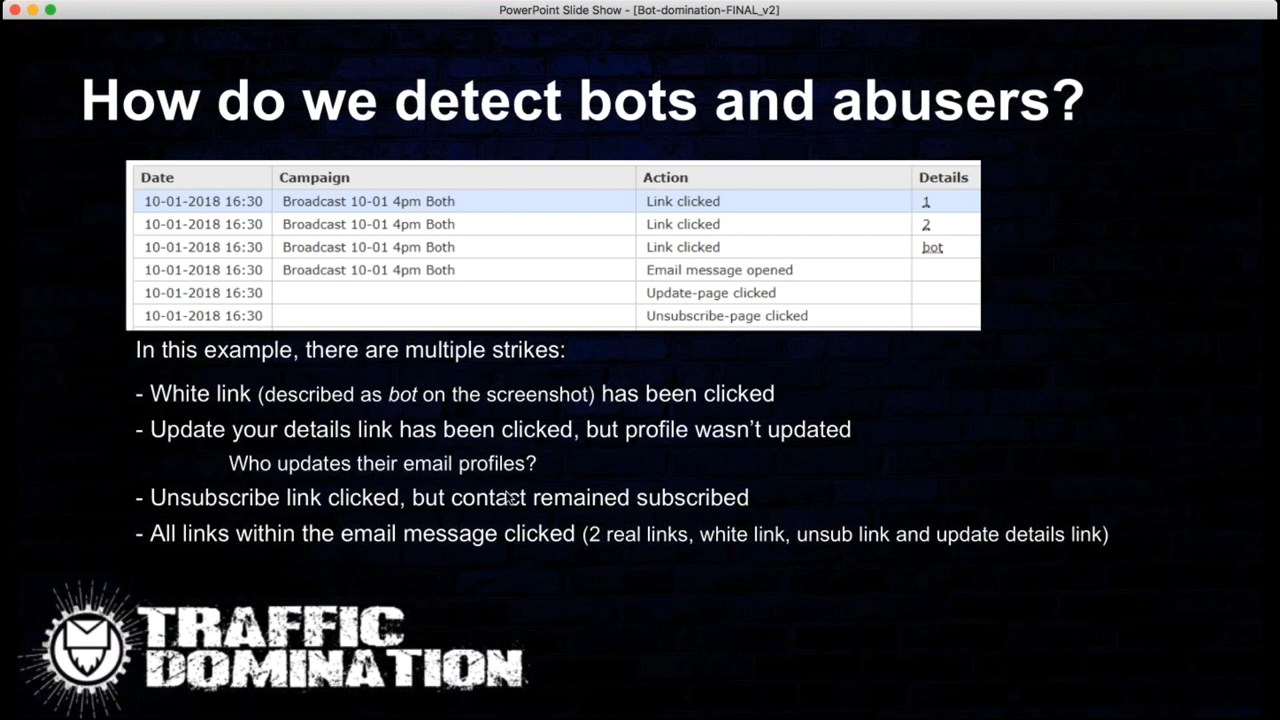 PowerPoint Slide Show - [Bot-domination-FINAL_v2]
How do we detect bots and abusers?
Date Campaign Action Details
10-01-2018 16:30 Broadcast 10-01 4pm Both Link clicked 1
10-01-2018 16:30 Broadcast 10-01 4pm Both Link clicked 2
10-01-2018 16:30 Broadcast 10-01 4pm Both Link clicked bot
10-01-2018 16:30 Broadcast 10-01 4pm Both Email message opened
10-01-2018 16:30 Update-page clicked
10-01-2018 16:30 Unsubscribe-page clicked
In this example, there are multiple strikes:
- White link (described as bot on the screenshot) has been clicked
- Update your details link has been clicked, but profile wasn’t updated
Who updates their email profiles?
- Unsubscribe link clicked, but contact remained subscribed
- All links within the email message clicked (2 real links, white link, unsub link and update details link)
TRAFFIC
DOMINATION